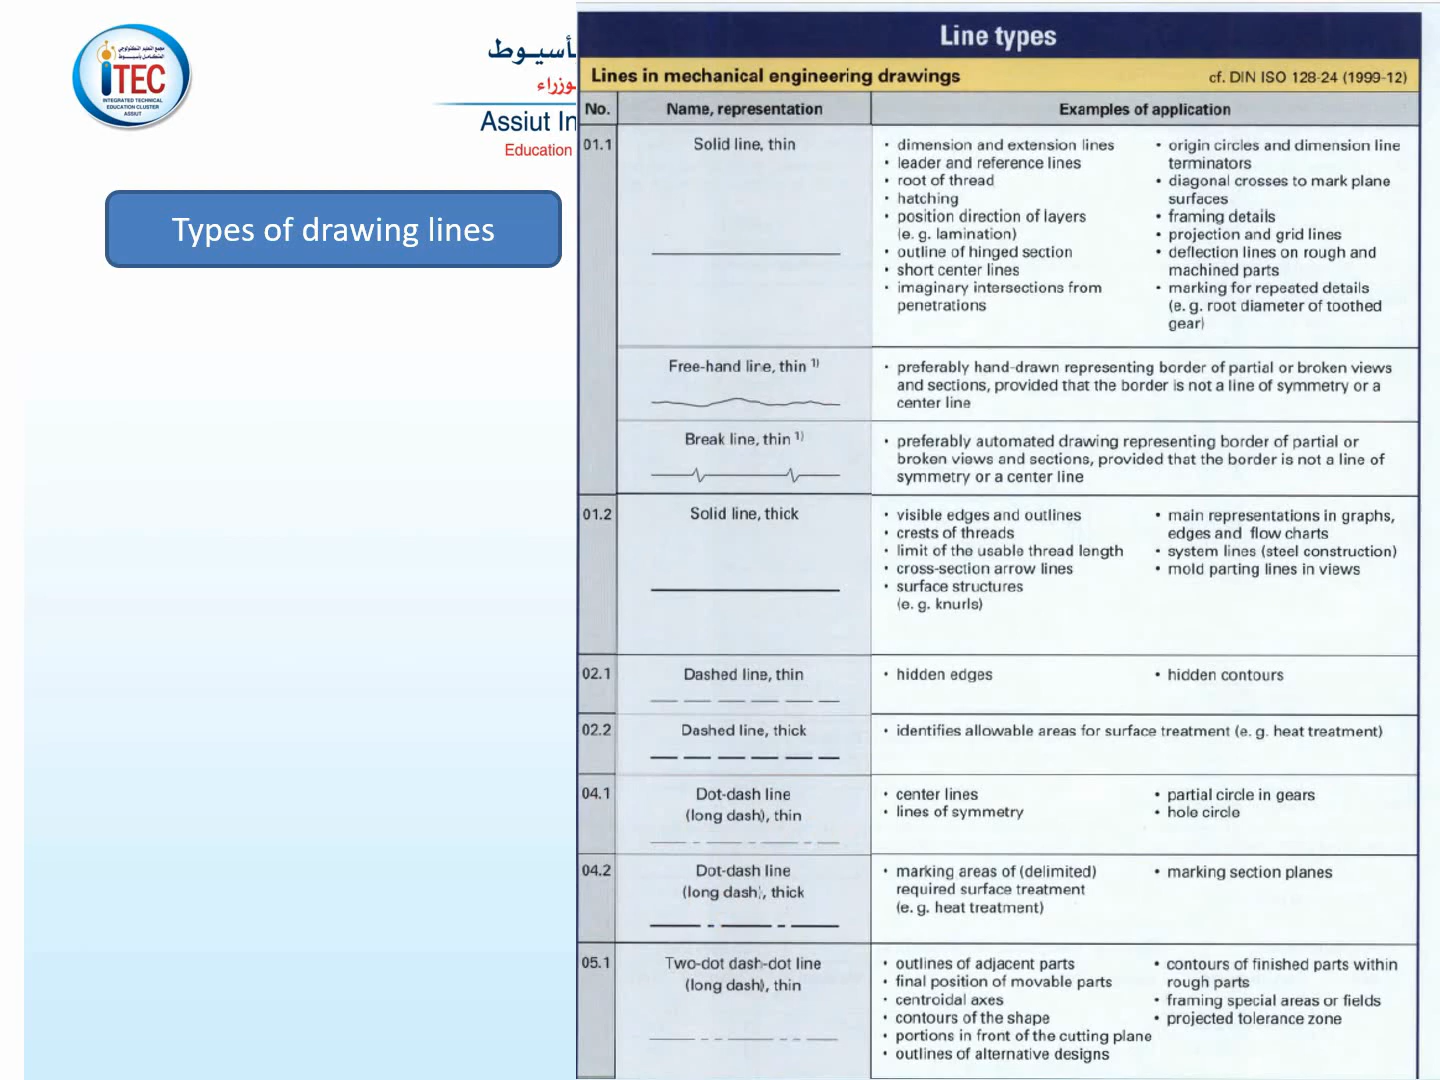 مجمع التعليم التكنولوجى
المتكامل بأسيـوط
iTEC
INTEGRATED TECHNICAL
EDUCATION CLUSTER
ASSIUT
بأسيـوط
وزراء
Assiut In
Education
Types of drawing lines
Line types
Lines in mechanical engineering drawings cf. DIN ISO 128-24 (1999-12)
No. Name, representation Examples of application
01.1 Solid line, thin
• dimension and extension lines
• leader and reference lines
• root of thread
• hatching
• position direction of layers
(e. g. lamination)
• outline of hinged section
• short center lines
• imaginary intersections from
penetrations
• origin circles and dimension line
terminators
• diagonal crosses to mark plane
surfaces
• framing details
• projection and grid lines
• deflection lines on rough and
machined parts
• marking for repeated details
(e. g. root diameter of toothed
gear)
Free-hand line, thin 1)
• preferably hand-drawn representing border of partial or broken views
and sections, provided that the border is not a line of symmetry or a
center line
Break line, thin 1)
• preferably automated drawing representing border of partial or
broken views and sections, provided that the border is not a line of
symmetry or a center line
01.2 Solid line, thick
• visible edges and outlines
• crests of threads
• limit of the usable thread length
• cross-section arrow lines
• surface structures
(e. g. knurls)
• main representations in graphs,
edges and flow charts
• system lines (steel construction)
• mold parting lines in views
02.1 Dashed line, thin
• hidden edges
• hidden contours
02.2 Dashed line, thick
• identifies allowable areas for surface treatment (e. g. heat treatment)
04.1 Dot-dash line
(long dash), thin
• center lines
• lines of symmetry
• partial circle in gears
• hole circle
04.2 Dot-dash line
(long dash), thick
• marking areas of (delimited)
required surface treatment
(e. g. heat treatment)
• marking section planes
05.1 Two-dot dash-dot line
(long dash), thin
• outlines of adjacent parts
• final position of movable parts
• centroidal axes
• contours of the shape
• portions in front of the cutting plane
• outlines of alternative designs
• contours of finished parts within
rough parts
• framing special areas or fields
• projected tolerance zone